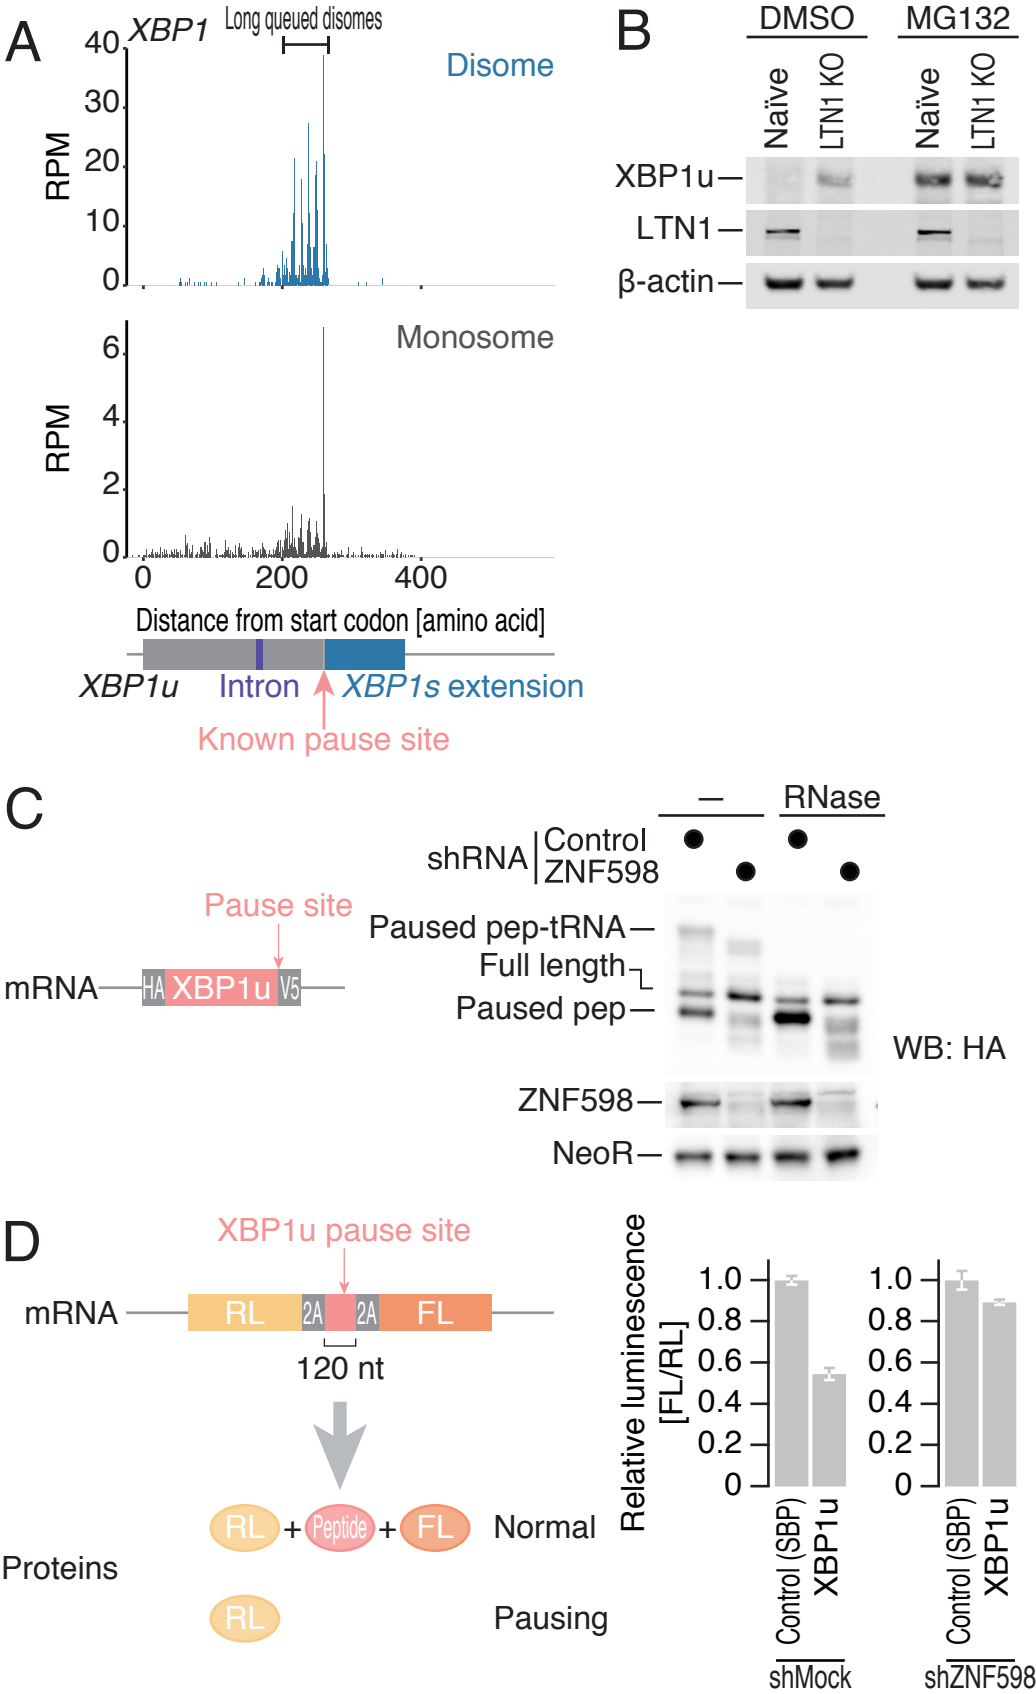 A
XBP1
Long queued disomes
Disome
40
30
20
10
0
RPM
Monosome
6
4
2
0
RPM
0 200 400
Distance from start codon [amino acid]
XBP1u
Intron
XBP1s extension
Known pause site
B
DMSO MG132
Naïve LTN1 KO Naïve LTN1 KO
XBP1u
LTN1
β-actin
C
Pause site
mRNA HA XBP1u V5
– RNase
shRNA Control
ZNF598
Paused pep-tRNA
Full length
Paused pep
WB: HA
ZNF598
NeoR
D
XBP1u pause site
mRNA RL 2A 2A FL
120 nt
RL + Peptide + FL Normal
Proteins
RL Pausing
Relative luminescence
[FL/RL]
1.0
0.8
0.6
0.4
0.2
0
Control (SBP)
XBP1u
shMock
1.0
0.8
0.6
0.4
0.2
0
Control (SBP)
XBP1u
shZNF598